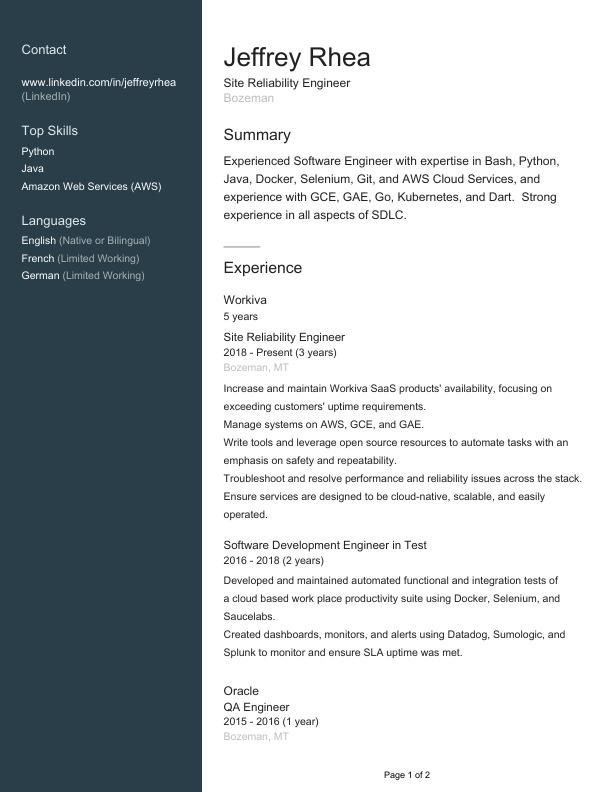 Contact
www.linkedin.com/in/jeffreyrhea
(LinkedIn)
Top Skills
Python
Java
Amazon Web Services (AWS)
Languages
English (Native or Bilingual)
French (Limited Working)
German (Limited Working)
Jeffrey Rhea
Site Reliability Engineer
Bozeman
Summary
Experienced Software Engineer with expertise in Bash, Python,
Java, Docker, Selenium, Git, and AWS Cloud Services, and
experience with GCE, GAE, Go, Kubernetes, and Dart.  Strong
experience in all aspects of SDLC.
Experience
Workiva
5 years
Site Reliability Engineer
2018 - Present (3 years)
Bozeman, MT
Increase and maintain Workiva SaaS products' availability, focusing on
exceeding customers' uptime requirements.
Manage systems on AWS, GCE, and GAE.
Write tools and leverage open source resources to automate tasks with an
emphasis on safety and repeatability.
Troubleshoot and resolve performance and reliability issues across the stack.
Ensure services are designed to be cloud-native, scalable, and easily
operated.
Software Development Engineer in Test
2016 - 2018 (2 years)
Developed and maintained automated functional and integration tests of
a cloud based work place productivity suite using Docker, Selenium, and
Saucelabs.
Created dashboards, monitors, and alerts using Datadog, Sumologic, and
Splunk to monitor and ensure SLA uptime was met.
Oracle
QA Engineer
2015 - 2016 (1 year)
Bozeman, MT
Page 1 of 2